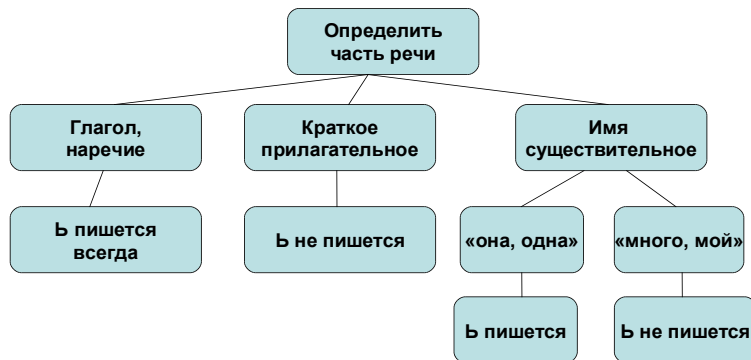 Определить
часть речи
Глагол,
наречие
Краткое
прилагательное
Имя
существительное
Ь пишется
всегда
Ь не пишется
«она, одна»
«много, мой»
Ь пишется
Ь не пишется